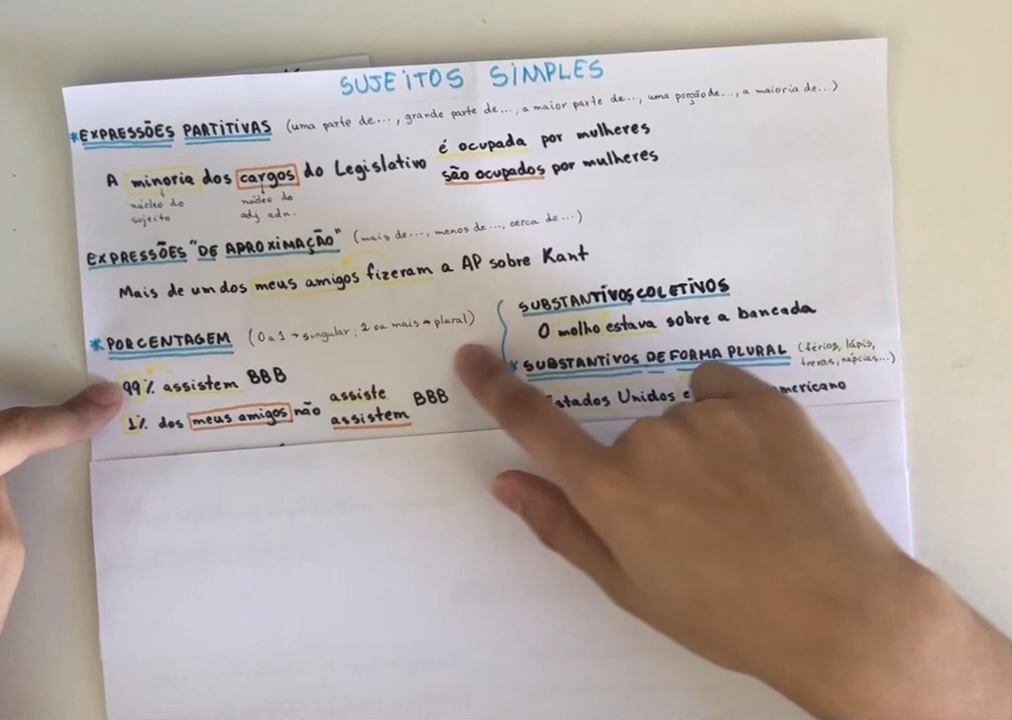 SUJEITOS SIMPLES
*EXPRESSÕES PARTITIVAS (uma parte de..., grande parte de..., a maior parte de..., uma porção de..., a maioria de...)
A minoria dos cargos do Legislativo é ocupada por mulheres
são ocupados por mulheres
núcleo do sujeito
núcleo do adj. adn.
EXPRESSÕES "DE APROXIMAÇÃO" (mais de..., menos de..., cerca de...)
Mais de um dos meus amigos fizeram a AP sobre Kant
*PORCENTAGEM (0 a 1 → singular; 2 ou mais → plural)
99% assistem BBB
1% dos meus amigos não assiste BBB
assistem
SUBSTANTIVOS COLETIVOS
O molho estava sobre a bancada
*SUBSTANTIVOS DE FORMA PLURAL (férias, lápis, trevas, núpcias...)
Estados Unidos americano